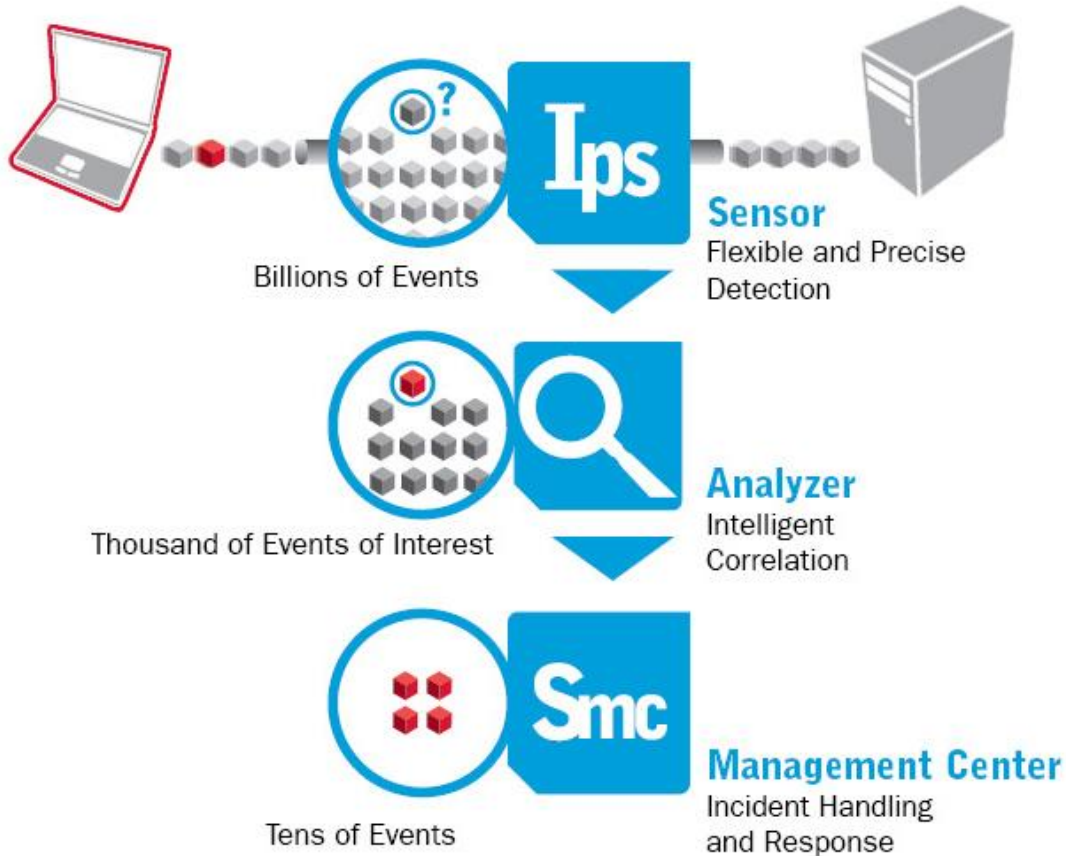 ?
Ips
Sensor
Flexible and Precise
Detection
Billions of Events
Analyzer
Intelligent
Correlation
Thousand of Events of Interest
Smc
Management Center
Incident Handling
and Response
Tens of Events